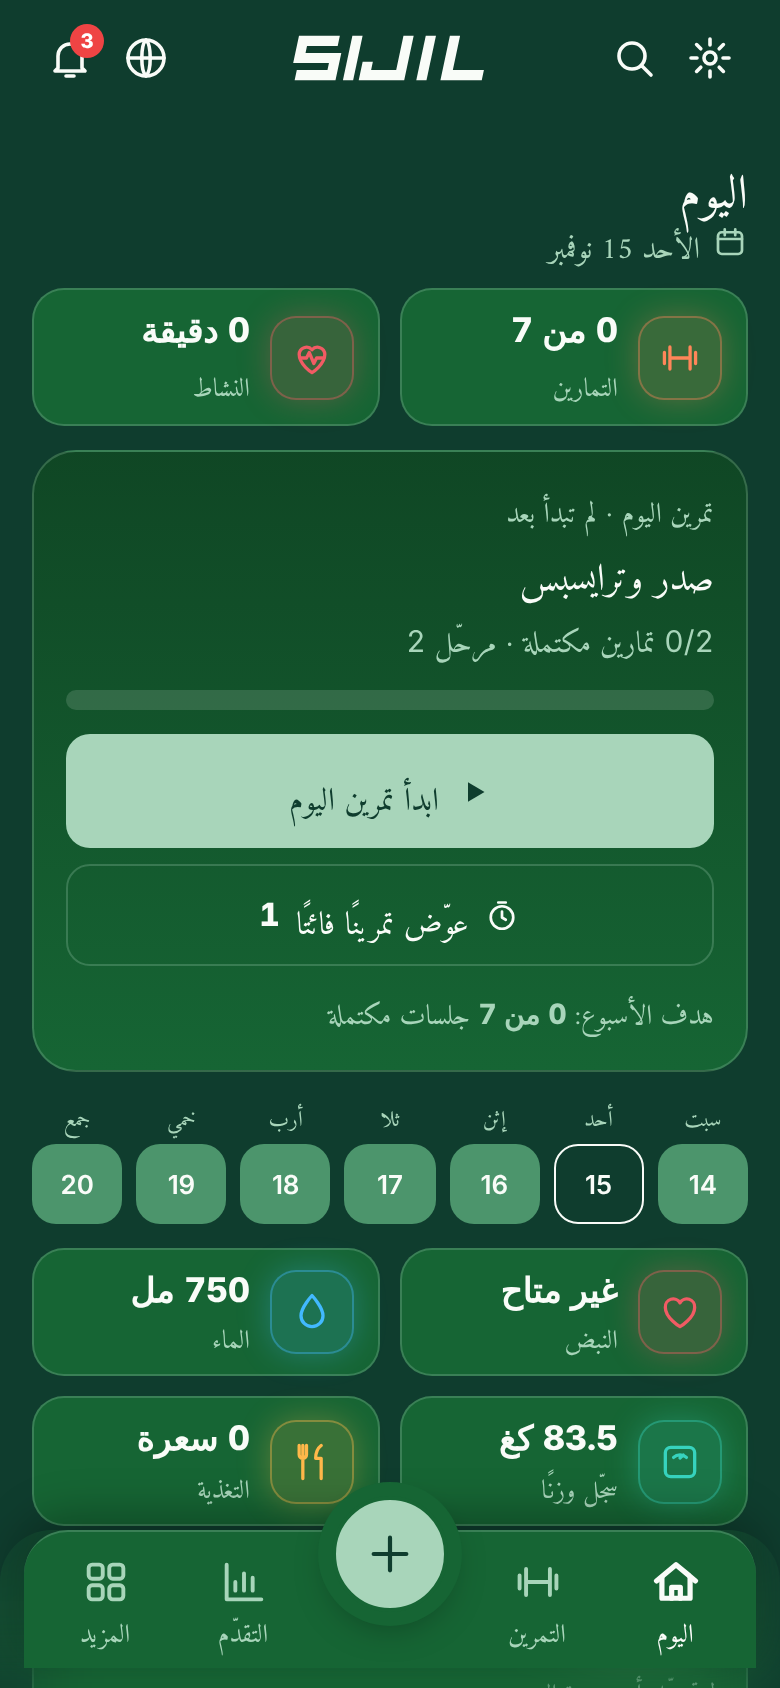 3
SIJIL
اليوم
الأحد 15 نوفمبر
0 من 7
التمارين
0 دقيقة
النشاط
تمرين اليوم · لم تبدأ بعد
صدر وترايسبس
0/2 تمارين مكتملة · مرحّل 2
ابدأ تمرين اليوم
عوّض تمرينًا فائتًا 1
هدف الأسبوع: 0 من 7 جلسات مكتملة
سبت أحد إثن ثلا أرب خمي جمع
14 15 16 17 18 19 20
غير متاح
النبض
750 مل
الماء
83.5 كغ
سجّل وزنًا
0 سعرة
التغذية
اليوم
التمرين
التقدّم
المزيد